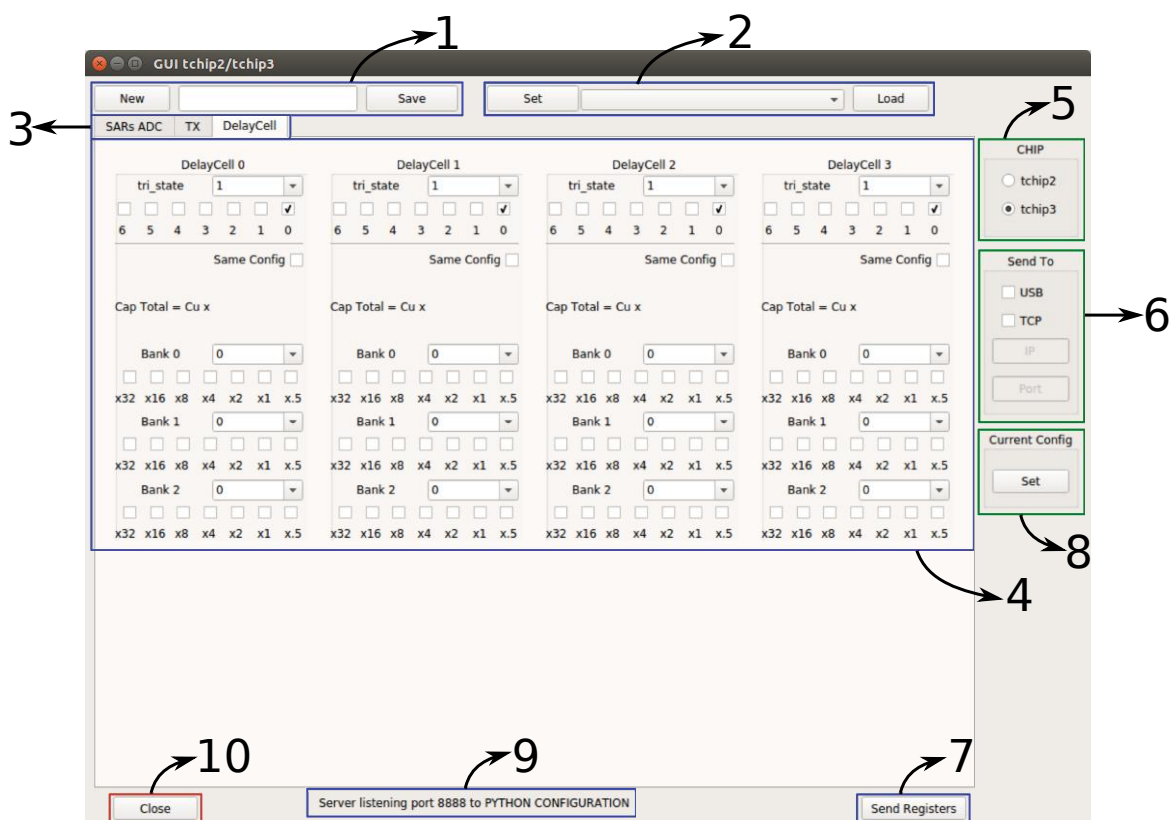 1 2
GUI tchip2/tchip3
New Save Set Load
5
3 SARs ADC TX DelayCell
DelayCell 0 DelayCell 1 DelayCell 2 DelayCell 3 CHIP
tri_state 1 tri_state 1 tri_state 1 tri_state 1 tchip2
tchip3
6 5 4 3 2 1 0 6 5 4 3 2 1 0 6 5 4 3 2 1 0 6 5 4 3 2 1 0
Same Config Same Config Same Config Same Config Send To
USB
Cap Total = Cu x Cap Total = Cu x Cap Total = Cu x Cap Total = Cu x TCP 6
Bank 0 0 Bank 0 0 Bank 0 0 Bank 0 0 IP
Port
x32 x16 x8 x4 x2 x1 x.5 x32 x16 x8 x4 x2 x1 x.5 x32 x16 x8 x4 x2 x1 x.5 x32 x16 x8 x4 x2 x1 x.5
Bank 1 0 Bank 1 0 Bank 1 0 Bank 1 0
Current Config
x32 x16 x8 x4 x2 x1 x.5 x32 x16 x8 x4 x2 x1 x.5 x32 x16 x8 x4 x2 x1 x.5 x32 x16 x8 x4 x2 x1 x.5
Bank 2 0 Bank 2 0 Bank 2 0 Bank 2 0 Set
x32 x16 x8 x4 x2 x1 x.5 x32 x16 x8 x4 x2 x1 x.5 x32 x16 x8 x4 x2 x1 x.5 x32 x16 x8 x4 x2 x1 x.5
8
4
10 9 7
Close Server listening port 8888 to PYTHON CONFIGURATION Send Registers